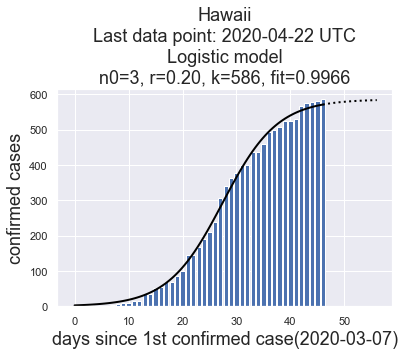 Hawaii
Last data point: 2020-04-22 UTC
Logistic model
n0=3, r=0.20, k=586, fit=0.9966
600
500
400
300
200
100
0
confirmed cases
0 10 20 30 40 50
days since 1st confirmed case(2020-03-07)